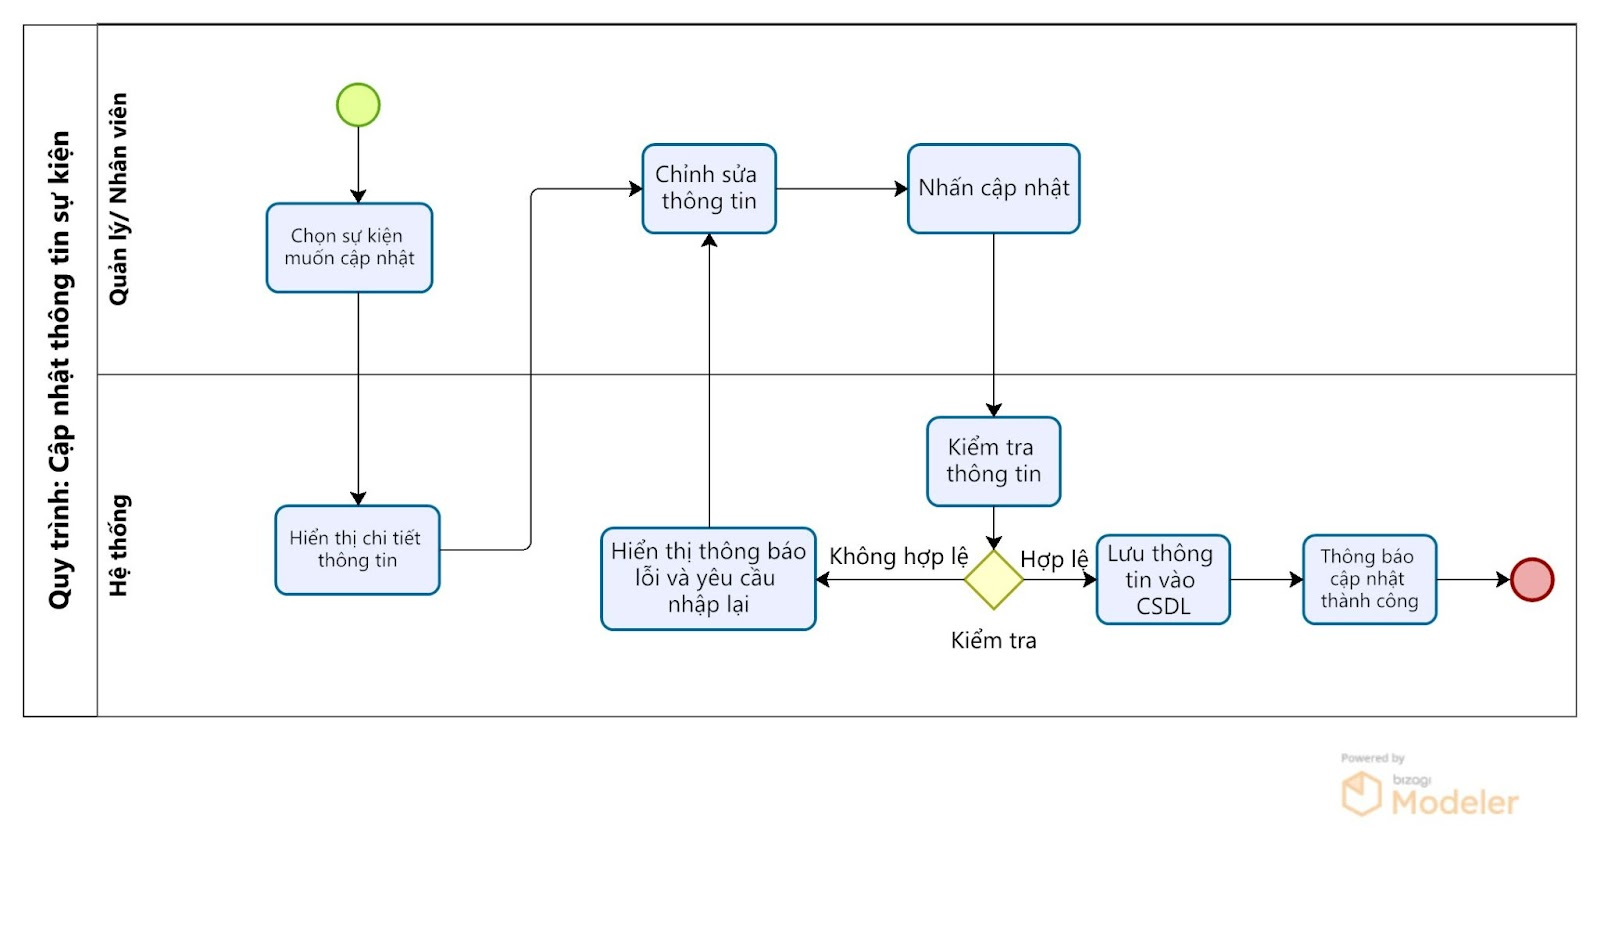 Quy trình: Cập nhật thông tin sự kiện
Quản lý/ Nhân viên
Chọn sự kiện
muốn cập nhật
Chỉnh sửa
thông tin
Nhấn cập nhật
Hệ thống
Hiển thị chi tiết
thông tin
Hiển thị thông báo
lỗi và yêu cầu
nhập lại
Không hợp lệ
Kiểm tra
thông tin
Hợp lệ
Kiểm tra
Lưu thông
tin vào
CSDL
Thông báo
cập nhật
thành công
Powered by
bizagi
Modeler